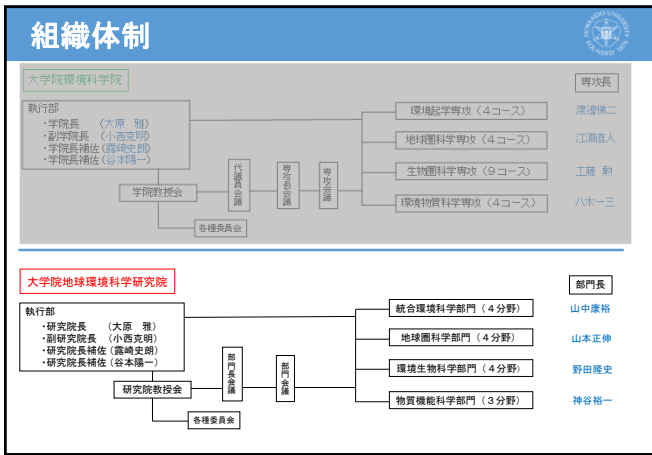 組織体制
HOKKAIDO UNIVERSITY
FOUNDED 1876
大学院環境科学院
専攻長
執行部
・学院長 (大原 雅)
・副学院長 (小西克明)
・学院長補佐(露崎史朗)
・学院長補佐(谷本陽一)
学院教授会
各種委員会
代議員会議
専攻長会議
専攻会議
環境起学専攻(4コース)
渡邉悌二
地球圏科学専攻(4コース)
江淵直人
生物圏科学専攻(9コース)
工藤 勲
環境物質科学専攻(4コース)
八木一三
大学院地球環境科学研究院
部門長
執行部
・研究院長 (大原 雅)
・副研究院長 (小西克明)
・研究院長補佐(露崎史朗)
・研究院長補佐(谷本陽一)
研究院教授会
各種委員会
部門長会議
部門会議
統合環境科学部門(4分野)
山中康裕
地球圏科学部門(4分野)
山本正伸
環境生物科学部門(4分野)
野田隆史
物質機能科学部門(3分野)
神谷裕一